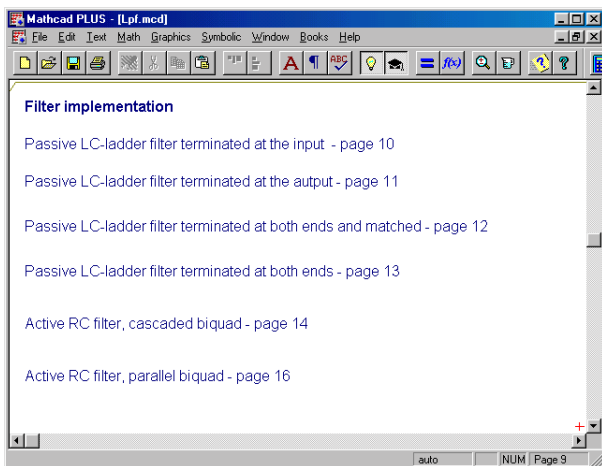 Mathcad PLUS - [Lpf.mcd]
File Edit Text Math Graphics Symbolic Window Books Help
A ¶ ABC = f(x) ?
Filter implementation
Passive LC-ladder filter terminated at the input - page 10
Passive LC-ladder filter terminated at the autput - page 11
Passive LC-ladder filter terminated at both ends and matched - page 12
Passive LC-ladder filter terminated at both ends - page 13
Active RC filter, cascaded biquad - page 14
Active RC filter, parallel biquad - page 16
auto NUM Page 9